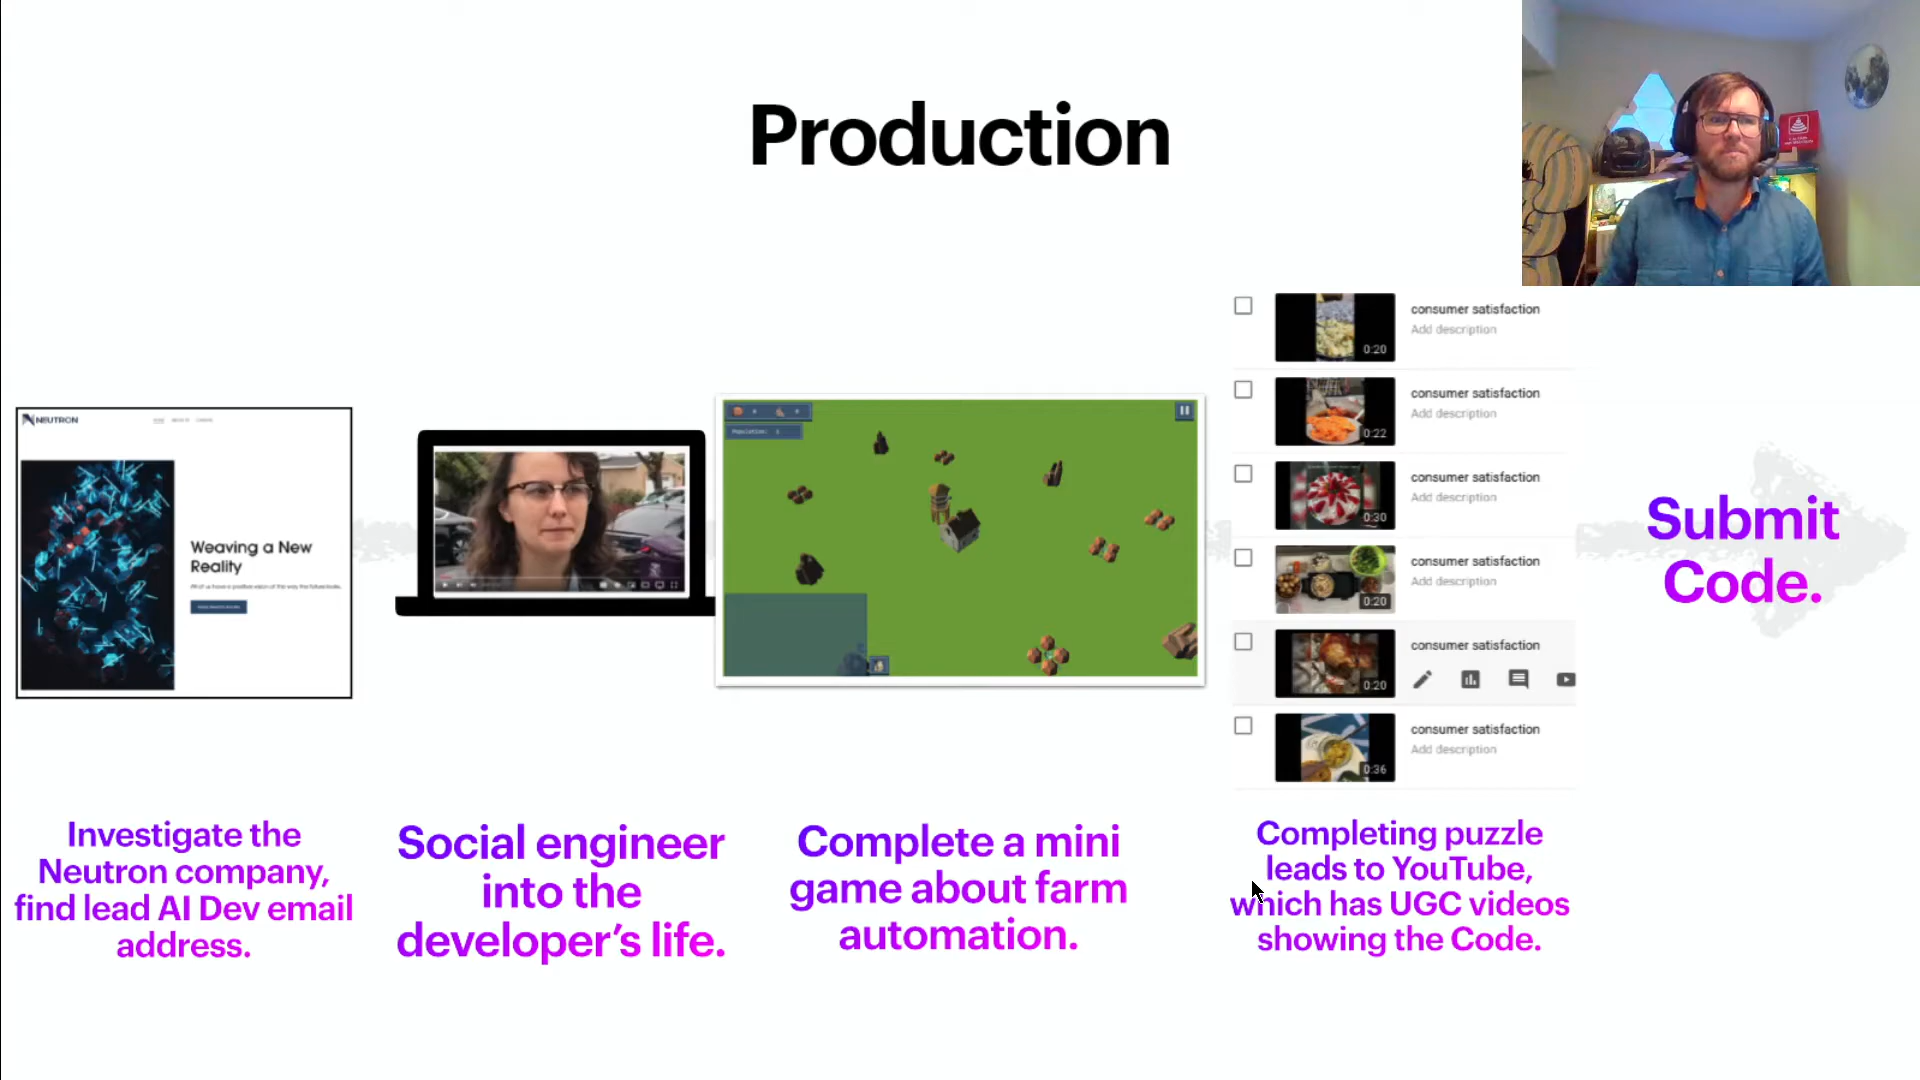 Production
NEUTRON
Weaving a New
Reality
Population:
consumer satisfaction
Add description
0:20
consumer satisfaction
Add description
0:22
consumer satisfaction
Add description
0:30
consumer satisfaction
Add description
0:20
consumer satisfaction
0:20
consumer satisfaction
Add description
0:36
Submit
Code.
Investigate the
Neutron company,
find lead AI Dev email
address.
Social engineer
into the
developer’s life.
Complete a mini
game about farm
automation.
Completing puzzle
leads to YouTube,
which has UGC videos
showing the Code.